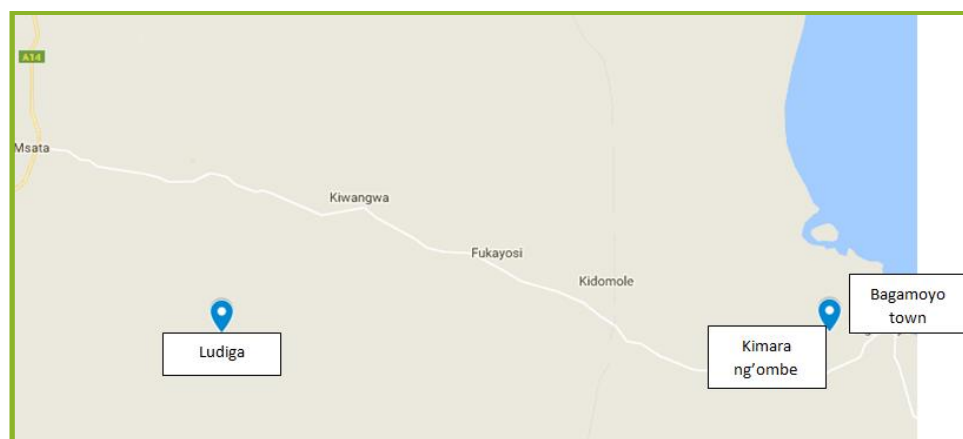 A14
Msata
Kiwangwa
Fukayosi
Kidomole
Bagamoyo
town
Ludiga
Kimara
ng'ombe